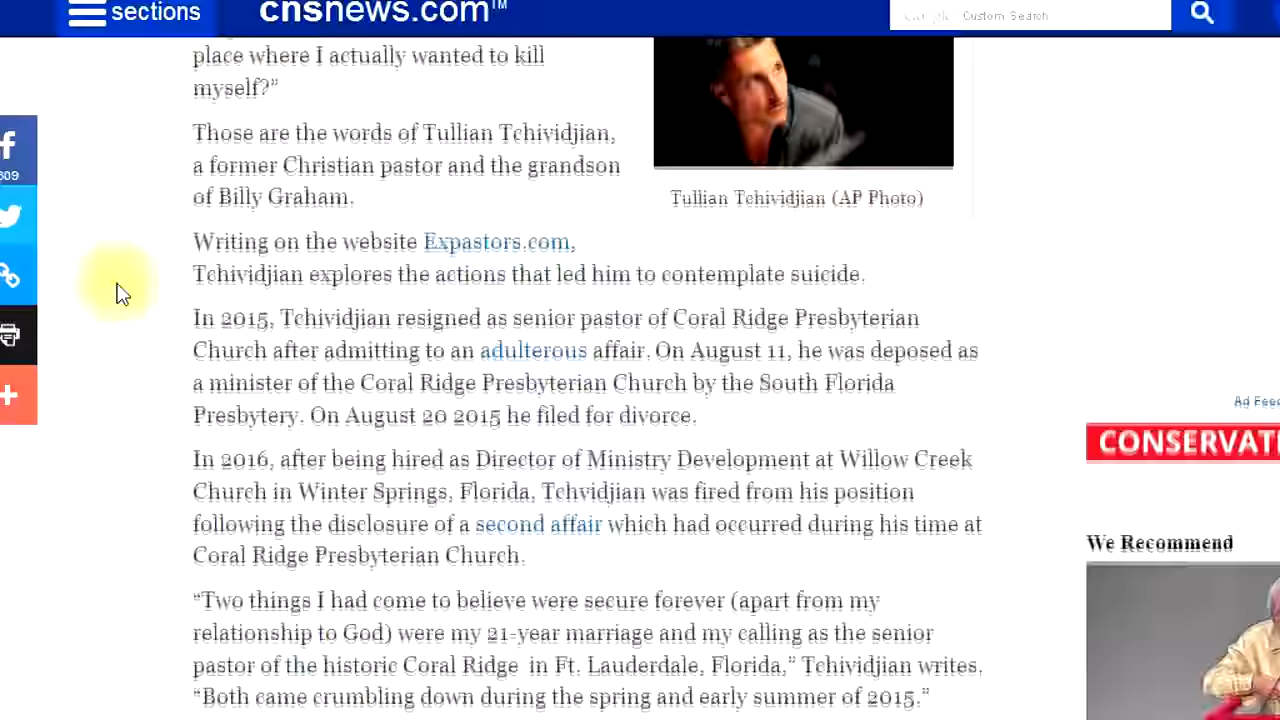 sections
cnsnews.com™
Custom Search
place where I actually wanted to kill
myself?”
Those are the words of Tullian Tchividjian,
a former Christian pastor and the grandson
of Billy Graham.
Tullian Tchividjian (AP Photo)
Writing on the website Expastors.com,
Tchividjian explores the actions that led him to contemplate suicide.
In 2015, Tchividjian resigned as senior pastor of Coral Ridge Presbyterian
Church after admitting to an adulterous affair. On August 11, he was deposed as
a minister of the Coral Ridge Presbyterian Church by the South Florida
Presbytery. On August 20 2015 he filed for divorce.
In 2016, after being hired as Director of Ministry Development at Willow Creek
Church in Winter Springs, Florida, Tchvidjian was fired from his position
following the disclosure of a second affair which had occurred during his time at
Coral Ridge Presbyterian Church.
“Two things I had come to believe were secure forever (apart from my
relationship to God) were my 21-year marriage and my calling as the senior
pastor of the historic Coral Ridge in Ft. Lauderdale, Florida,” Tchividjian writes.
“Both came crumbling down during the spring and early summer of 2015.”
609
Ad Feed
CONSERVATI
We Recommend